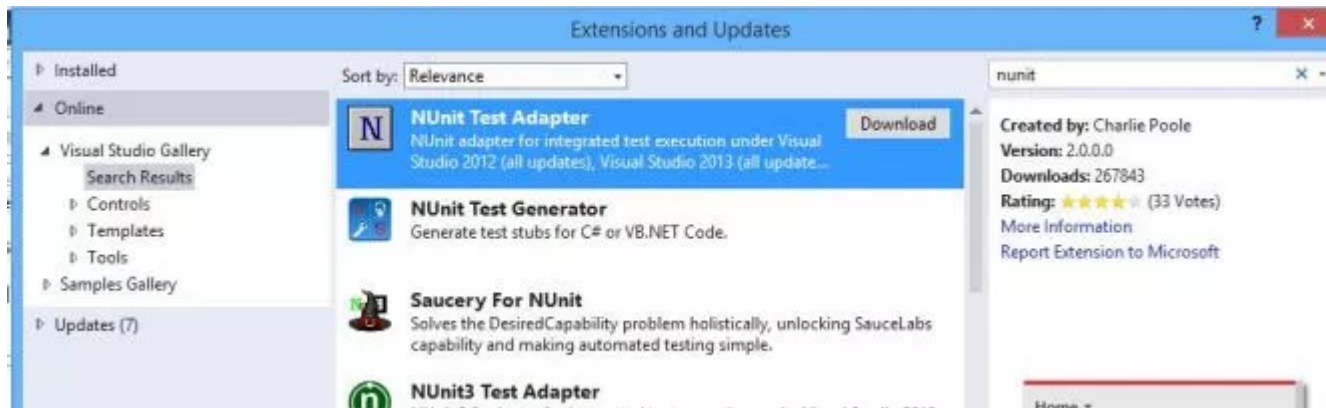 Extensions and Updates
?
Installed
Sort by: Relevance
nunit
Online
Visual Studio Gallery
Search Results
Controls
Templates
Tools
Samples Gallery
Updates (7)
N
NUnit Test Adapter
Download
NUnit adapter for integrated test execution under Visual
Studio 2012 (all updates), Visual Studio 2013 (all update...
NUnit Test Generator
Generate test stubs for C# or VB.NET Code.
Saucery For NUnit
Solves the DesiredCapability problem holistically, unlocking SauceLabs
capability and making automated testing simple.
n
NUnit3 Test Adapter
Created by: Charlie Poole
Version: 2.0.0.0
Downloads: 267843
Rating: (33 Votes)
More Information
Report Extension to Microsoft
Home